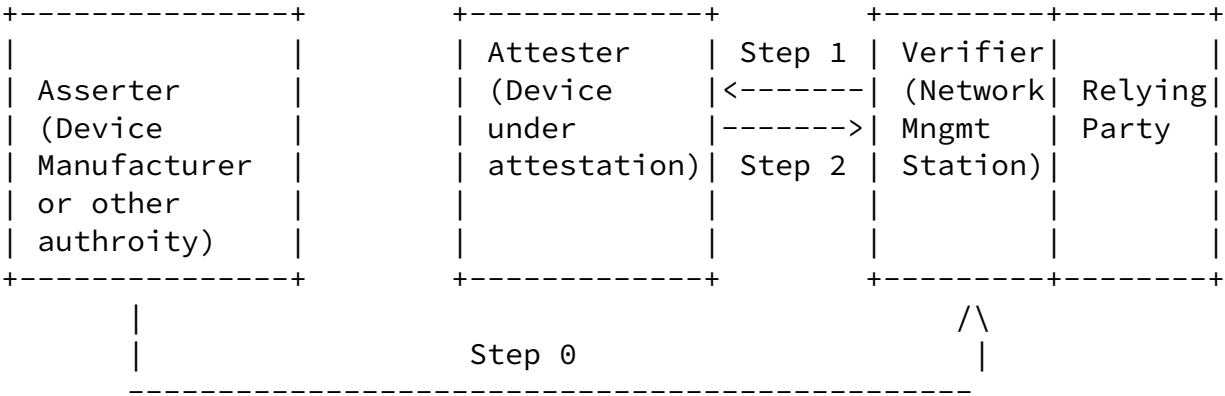 Attester Step 1 Verifier
Asserter (Device (Network Relying
(Device under Mngmt Party
Manufacturer attestation) Step 2 Station)
or other
authroity)
Step 0